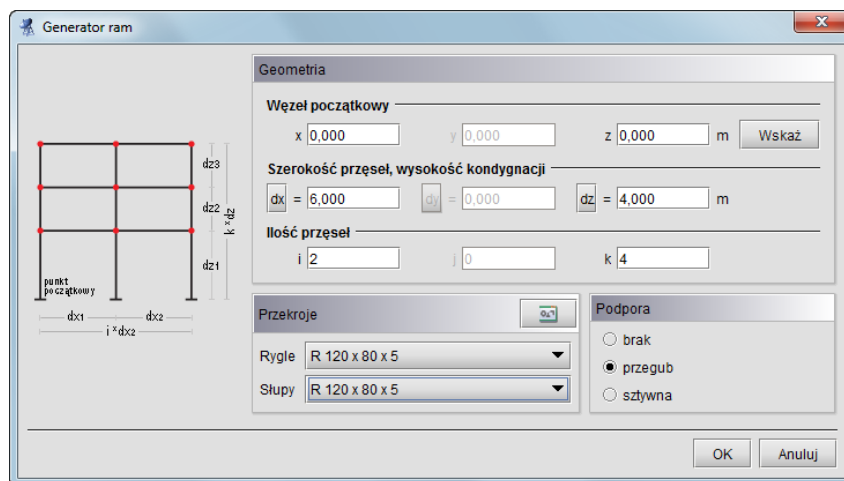 Generator ram
Geometria
Węzeł początkowy
x 0,000 y 0,000 z 0,000 m Wskaż
Szerokość przęseł, wysokość kondygnacji
dx = 6,000 dy = 0,000 dz = 4,000 m
Ilość przęseł
i 2 j 0 k 4
dz3
dz2
k x dz
dz1
punkt
początkowy
dx1 dx2
i x dx2
Przekroje
Rygle R 120 x 80 x 5
Słupy R 120 x 80 x 5
Podpora
brak
przegub
sztywna
OK Anuluj